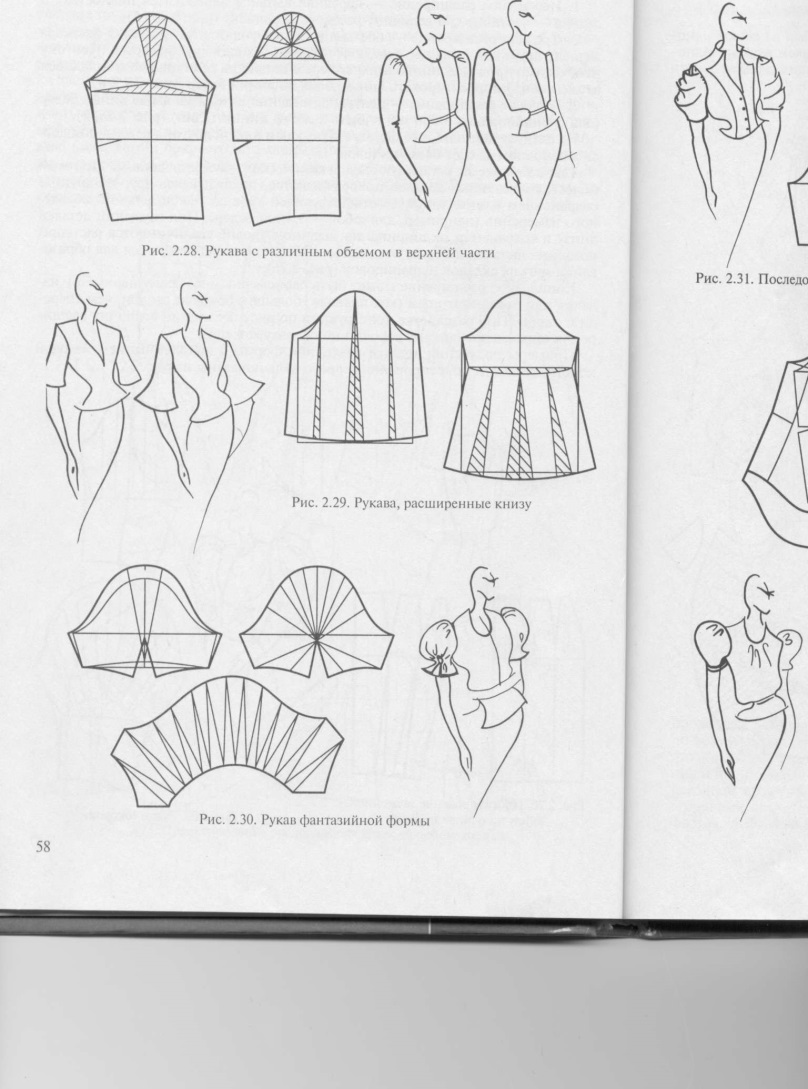 Рис. 2.28. Рукава с различным объемом в верхней части
Рис. 2.29. Рукава, расширенные книзу
Рис. 2.30. Рукав фантазийной формы
58
Рис. 2.31. Последо